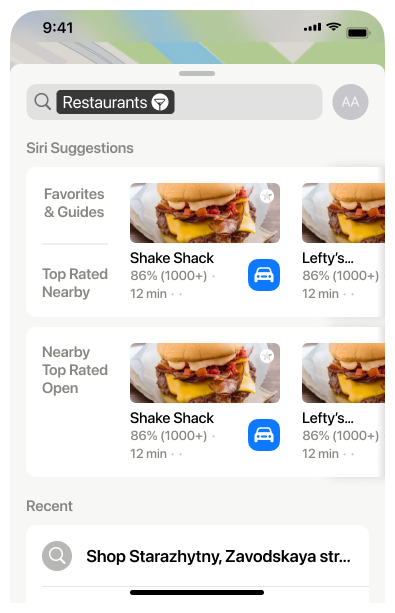 9:41
Restaurants
AA
Siri Suggestions
Favorites
& Guides
Top Rated
Nearby
Shake Shack
86% (1000+) ·
12 min · ·
Lefty's...
86% (1000+)
12 min · ·
Nearby
Top Rated
Open
Shake Shack
86% (1000+) ·
12 min · ·
Lefty's...
86% (1000+)
12 min · ·
Recent
Shop Starazhytny, Zavodskaya str...